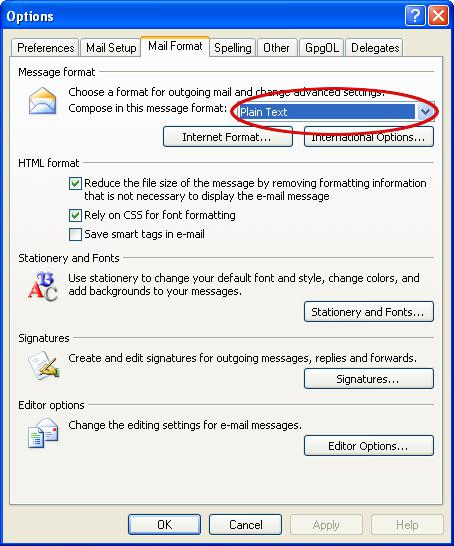 Options
Preferences Mail Setup Mail Format Spelling Other GpgOL Delegates
Message format
Choose a format for outgoing mail and change advanced settings.
Compose in this message format: Plain Text
Internet Format... International Options...
HTML format
Reduce the file size of the message by removing formatting information
that is not necessary to display the e-mail message
Rely on CSS for font formatting
Save smart tags in e-mail
Stationery and Fonts
Use stationery to change your default font and style, change colors, and
add backgrounds to your messages.
Stationery and Fonts...
Signatures
Create and edit signatures for outgoing messages, replies and forwards.
Signatures...
Editor options
Change the editing settings for e-mail messages.
Editor Options...
OK Cancel Apply Help